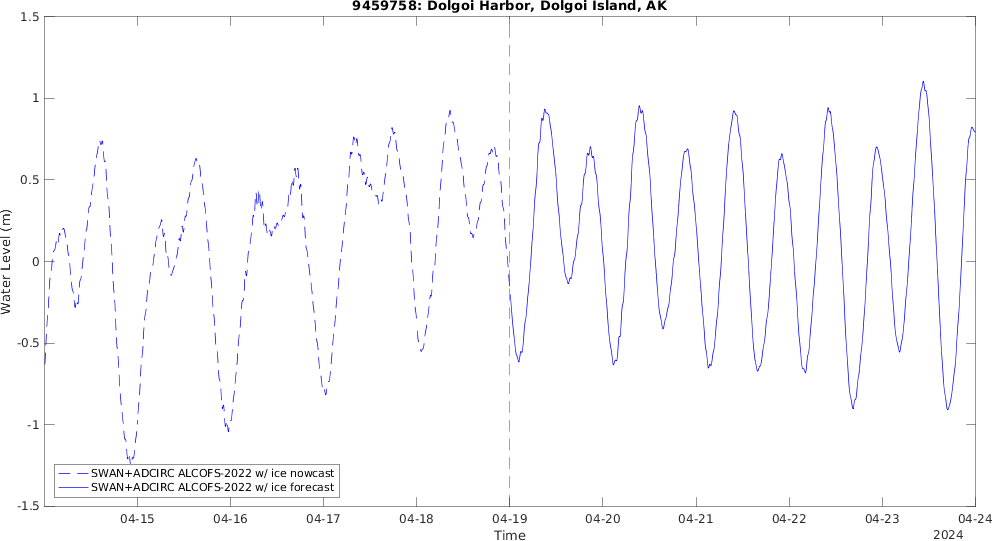 9459758: Dolgoi Harbor, Dolgoi Island, AK
1.5
1
0.5
0
-0.5
-1
-1.5
Water Level (m)
SWAN+ADCIRC ALCOFS-2022 w/ ice nowcast
SWAN+ADCIRC ALCOFS-2022 w/ ice forecast
04-15 04-16 04-17 04-18 04-19 04-20 04-21 04-22 04-23 04-24
Time
2024